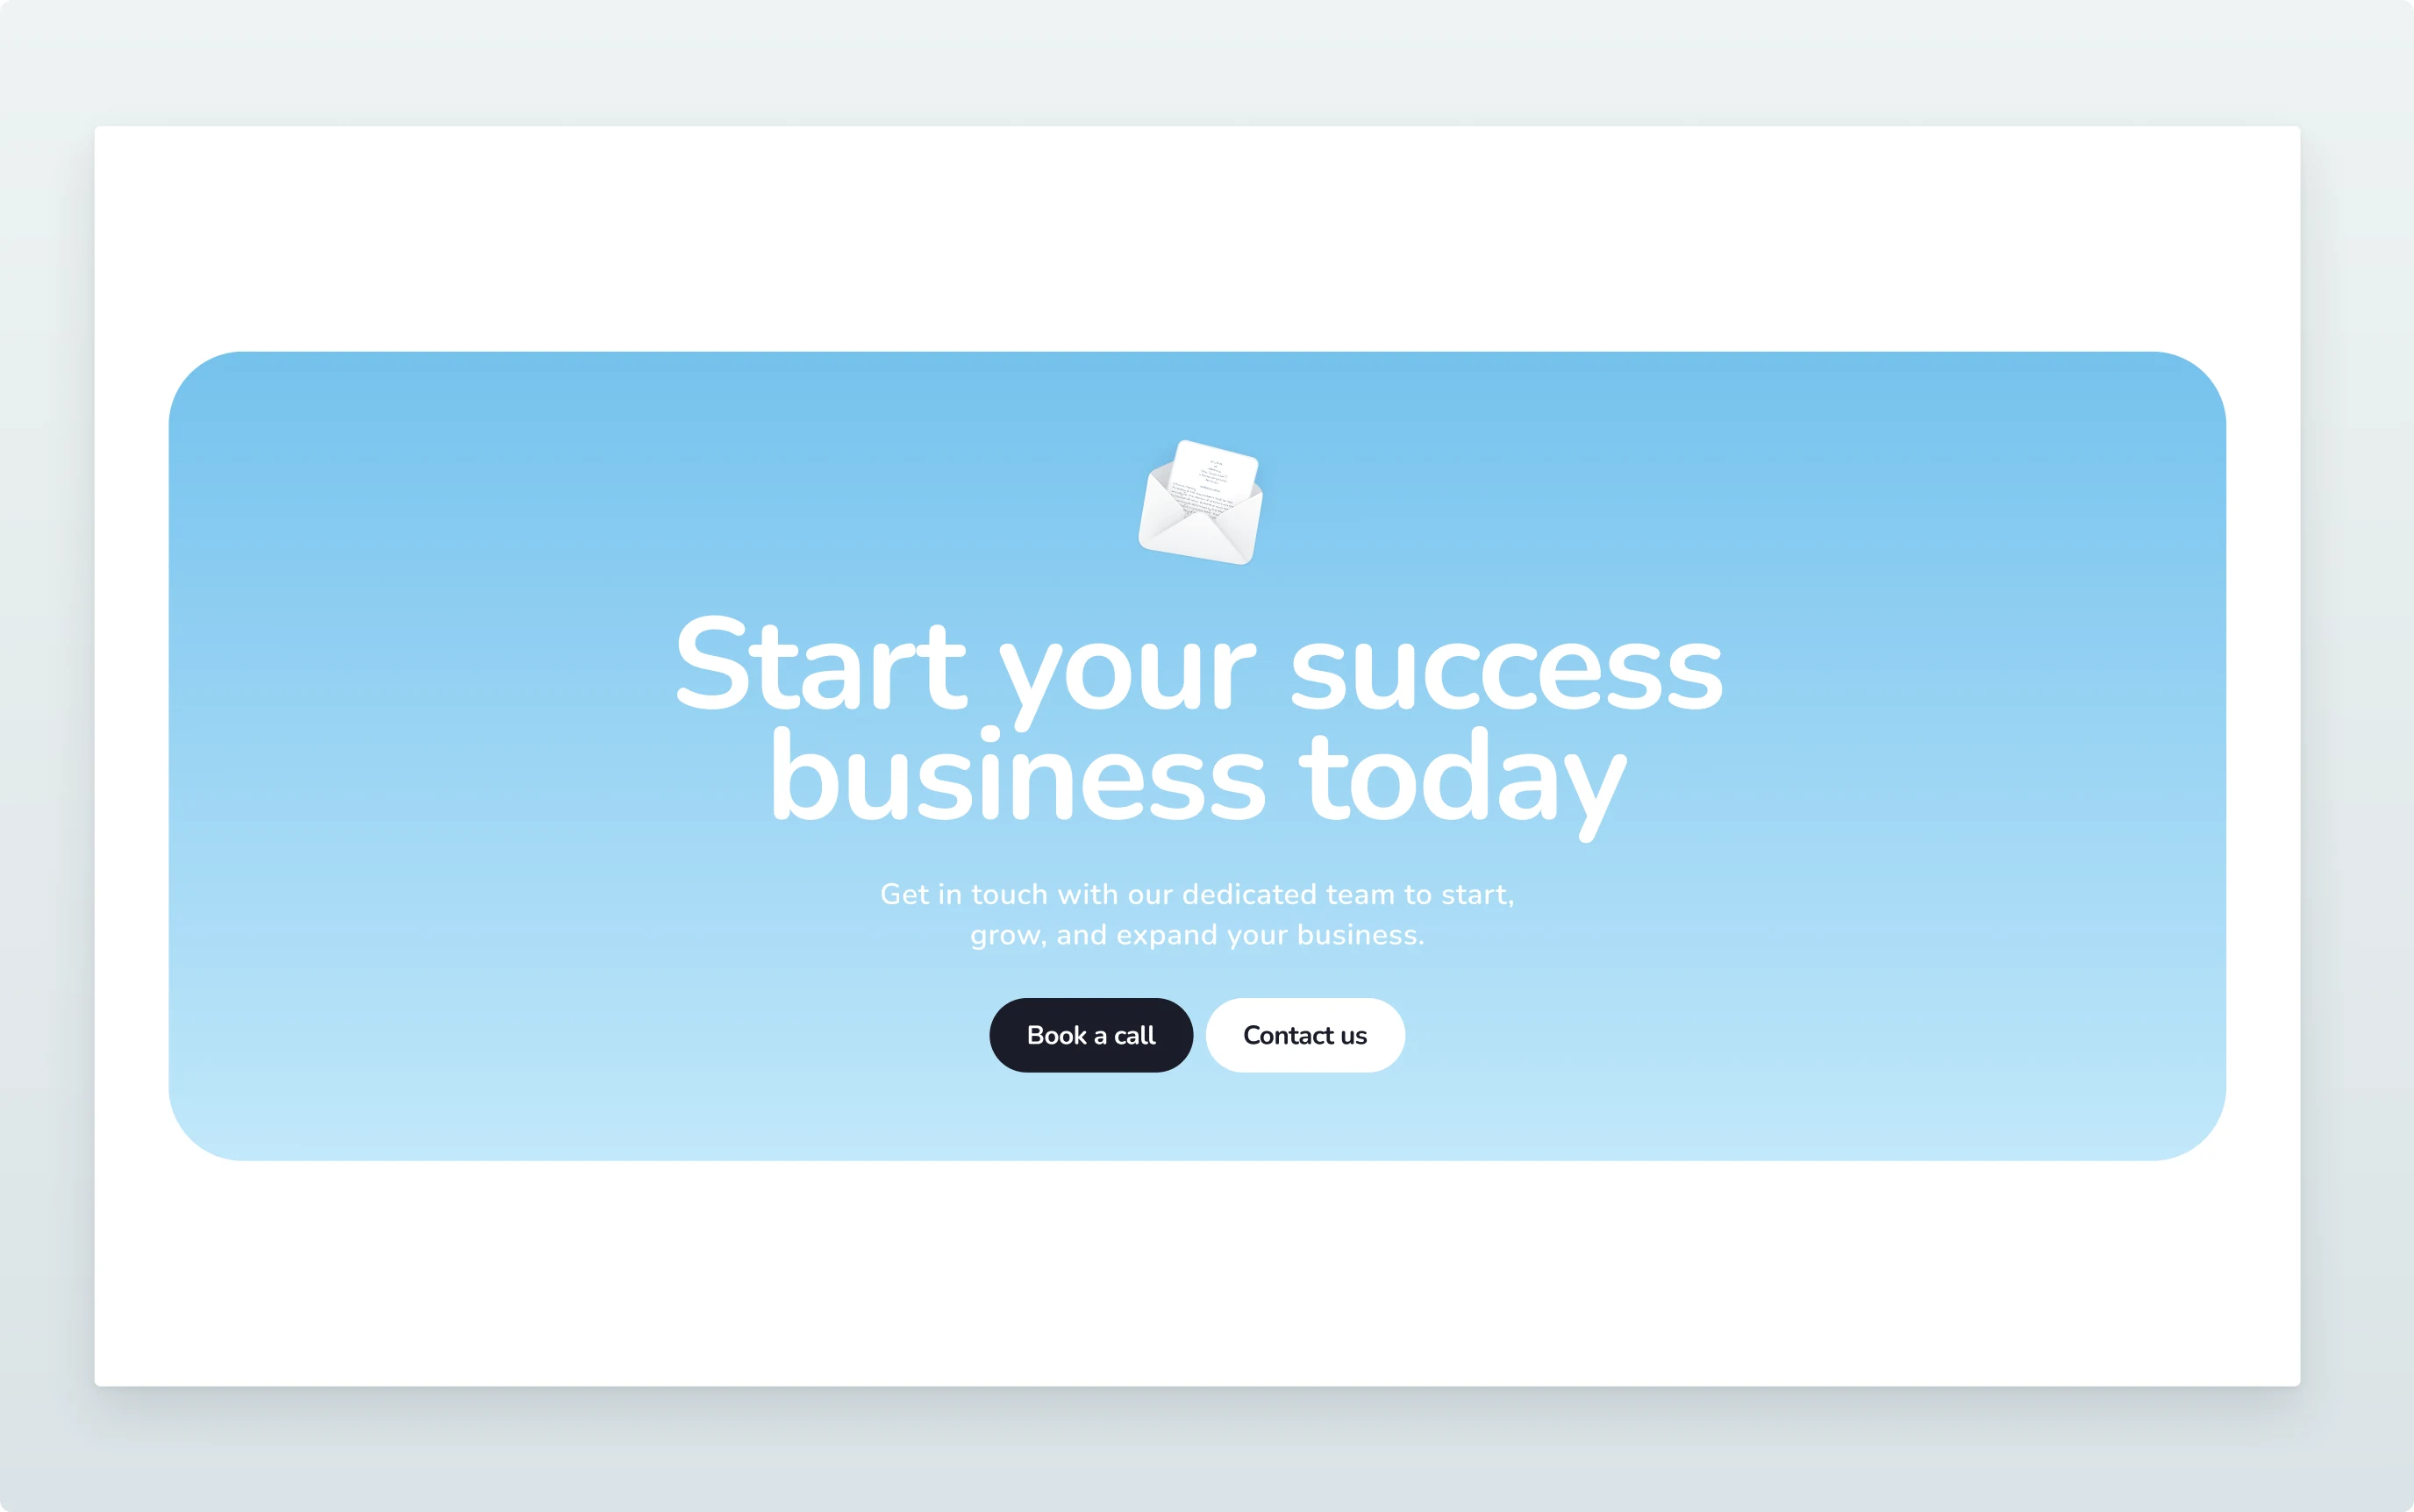 Start your success
business today
Get in touch with our dedicated team to start,
grow, and expand your business.
Book a call
Contact us